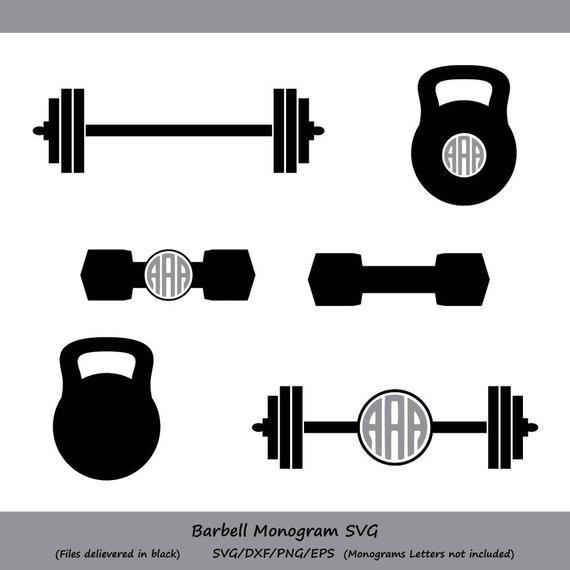 AAA
AAA
AAA
Barbell Monogram SVG
(Files delievered in black) SVG/DXF/PNG/EPS (Monograms Letters not included)